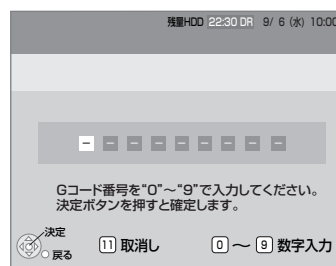 残量HDD 22:30 DR 9/ 6 (水) 10:00
- - - - - - - - -
Gコード番号を“0”~“9”で入力してください。
決定ボタンを押すと確定します。
決定
戻る
11 取消し 0 ~ 9 数字入力